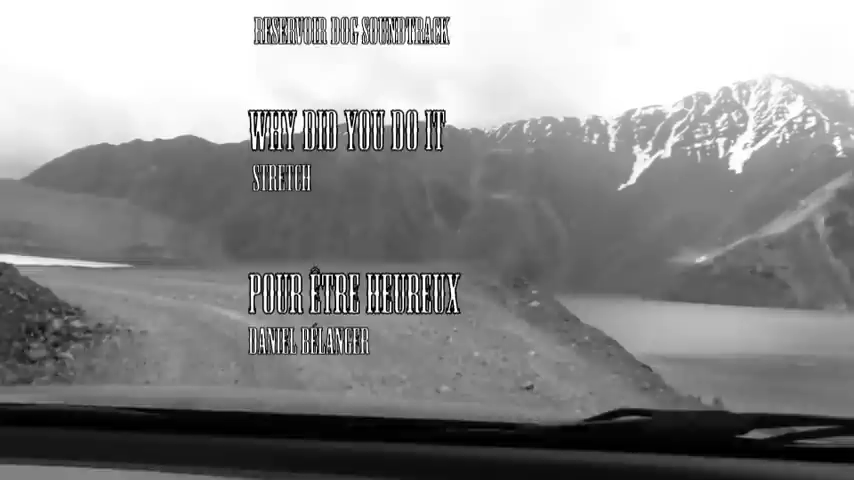 RESERVOIR DOG SOUNDTRACK
WHY DID YOU DO IT
STRETCH
POUR ÊTRE HEUREUX
DANIEL BÉLANGER